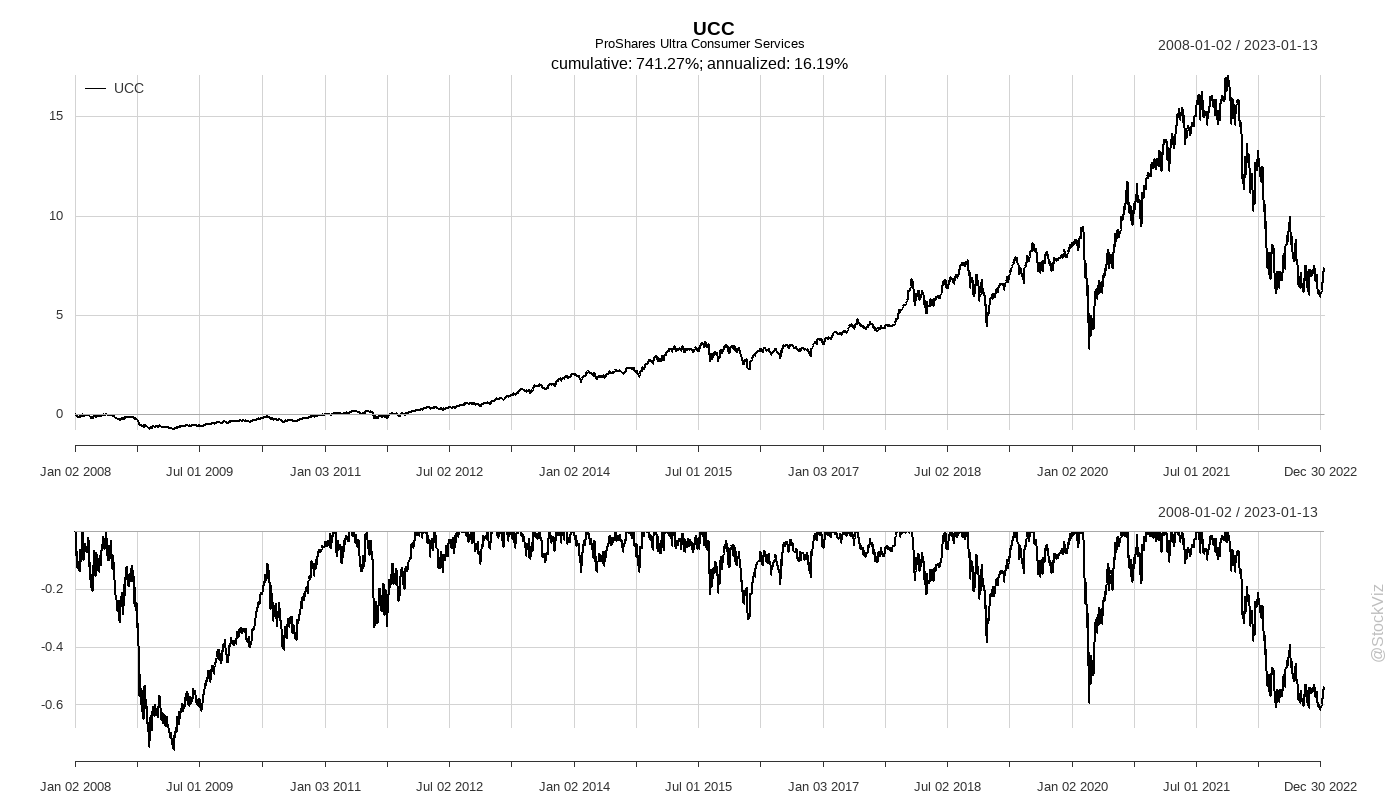 UCC
ProShares Ultra Consumer Services
2008-01-02 / 2023-01-13
cumulative: 741.27%; annualized: 16.19%
UCC
15
10
5
0
Jan 02 2008 Jul 01 2009 Jan 03 2011 Jul 02 2012 Jan 02 2014 Jul 01 2015 Jan 03 2017 Jul 02 2018 Jan 02 2020 Jul 01 2021 Dec 30 2022
2008-01-02 / 2023-01-13
-0.2
-0.4
-0.6
@StockViz
Jan 02 2008 Jul 01 2009 Jan 03 2011 Jul 02 2012 Jan 02 2014 Jul 01 2015 Jan 03 2017 Jul 02 2018 Jan 02 2020 Jul 01 2021 Dec 30 2022